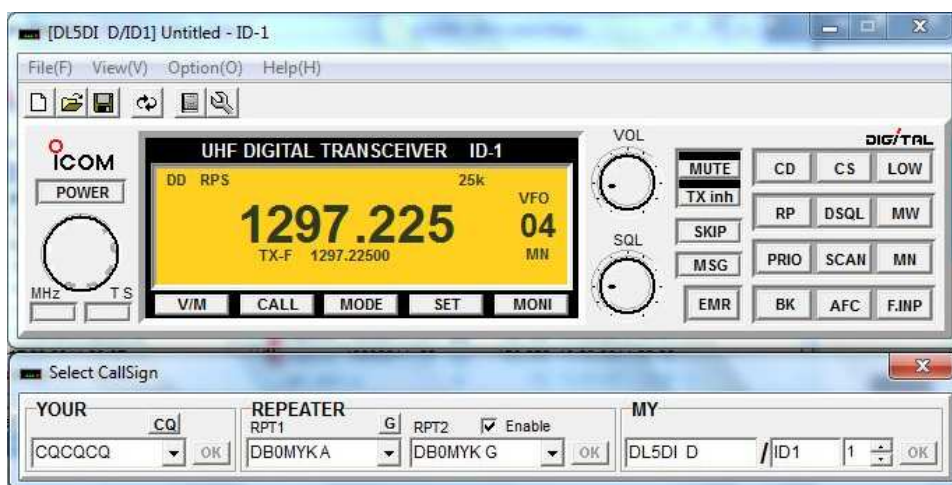 [DL5DI D/ID1] Untitled - ID-1
File(F) View(V) Option(O) Help(H)
ICOM
POWER
MHz TS
UHF DIGITAL TRANSCEIVER ID-1
DD RPS 25k
1297.225
VFO
04
MN
TX-F 1297.22500
V/M CALL MODE SET MONI
VOL
SQL
MUTE
TX inh
SKIP
MSG
EMR
DIGITAL
CD CS LOW
RP DSQL MW
PRIO SCAN MN
BK AFC F.INP
Select CallSign
YOUR
CQ
CQCQCQ OK
REPEATER
RPT1 G RPT2 Enable
DB0MYK A DB0MYK G OK
MY
DL5DI D / ID1 1 OK